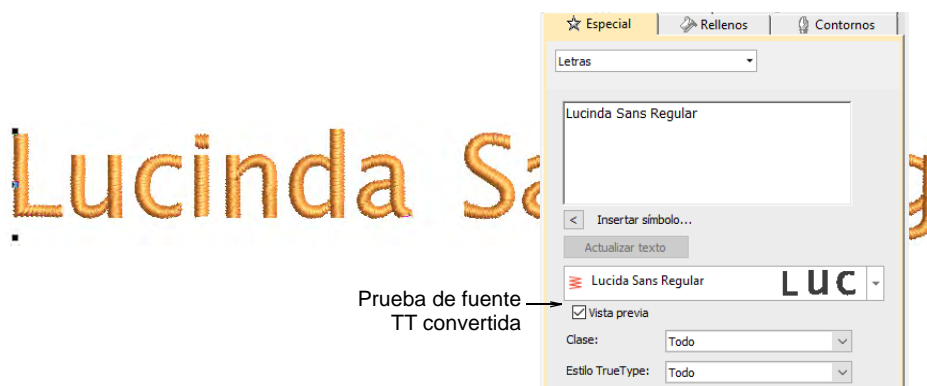 Especial
Rellenos
Contornos
Letras
Lucinda Sans Regular
Lucinda Sa g
< Insertar símbolo...
Actualizar texto
Lucida Sans Regular LUC
Prueba de fuente
TT convertida
Vista previa
Clase: Todo
Estilo TrueType: Todo